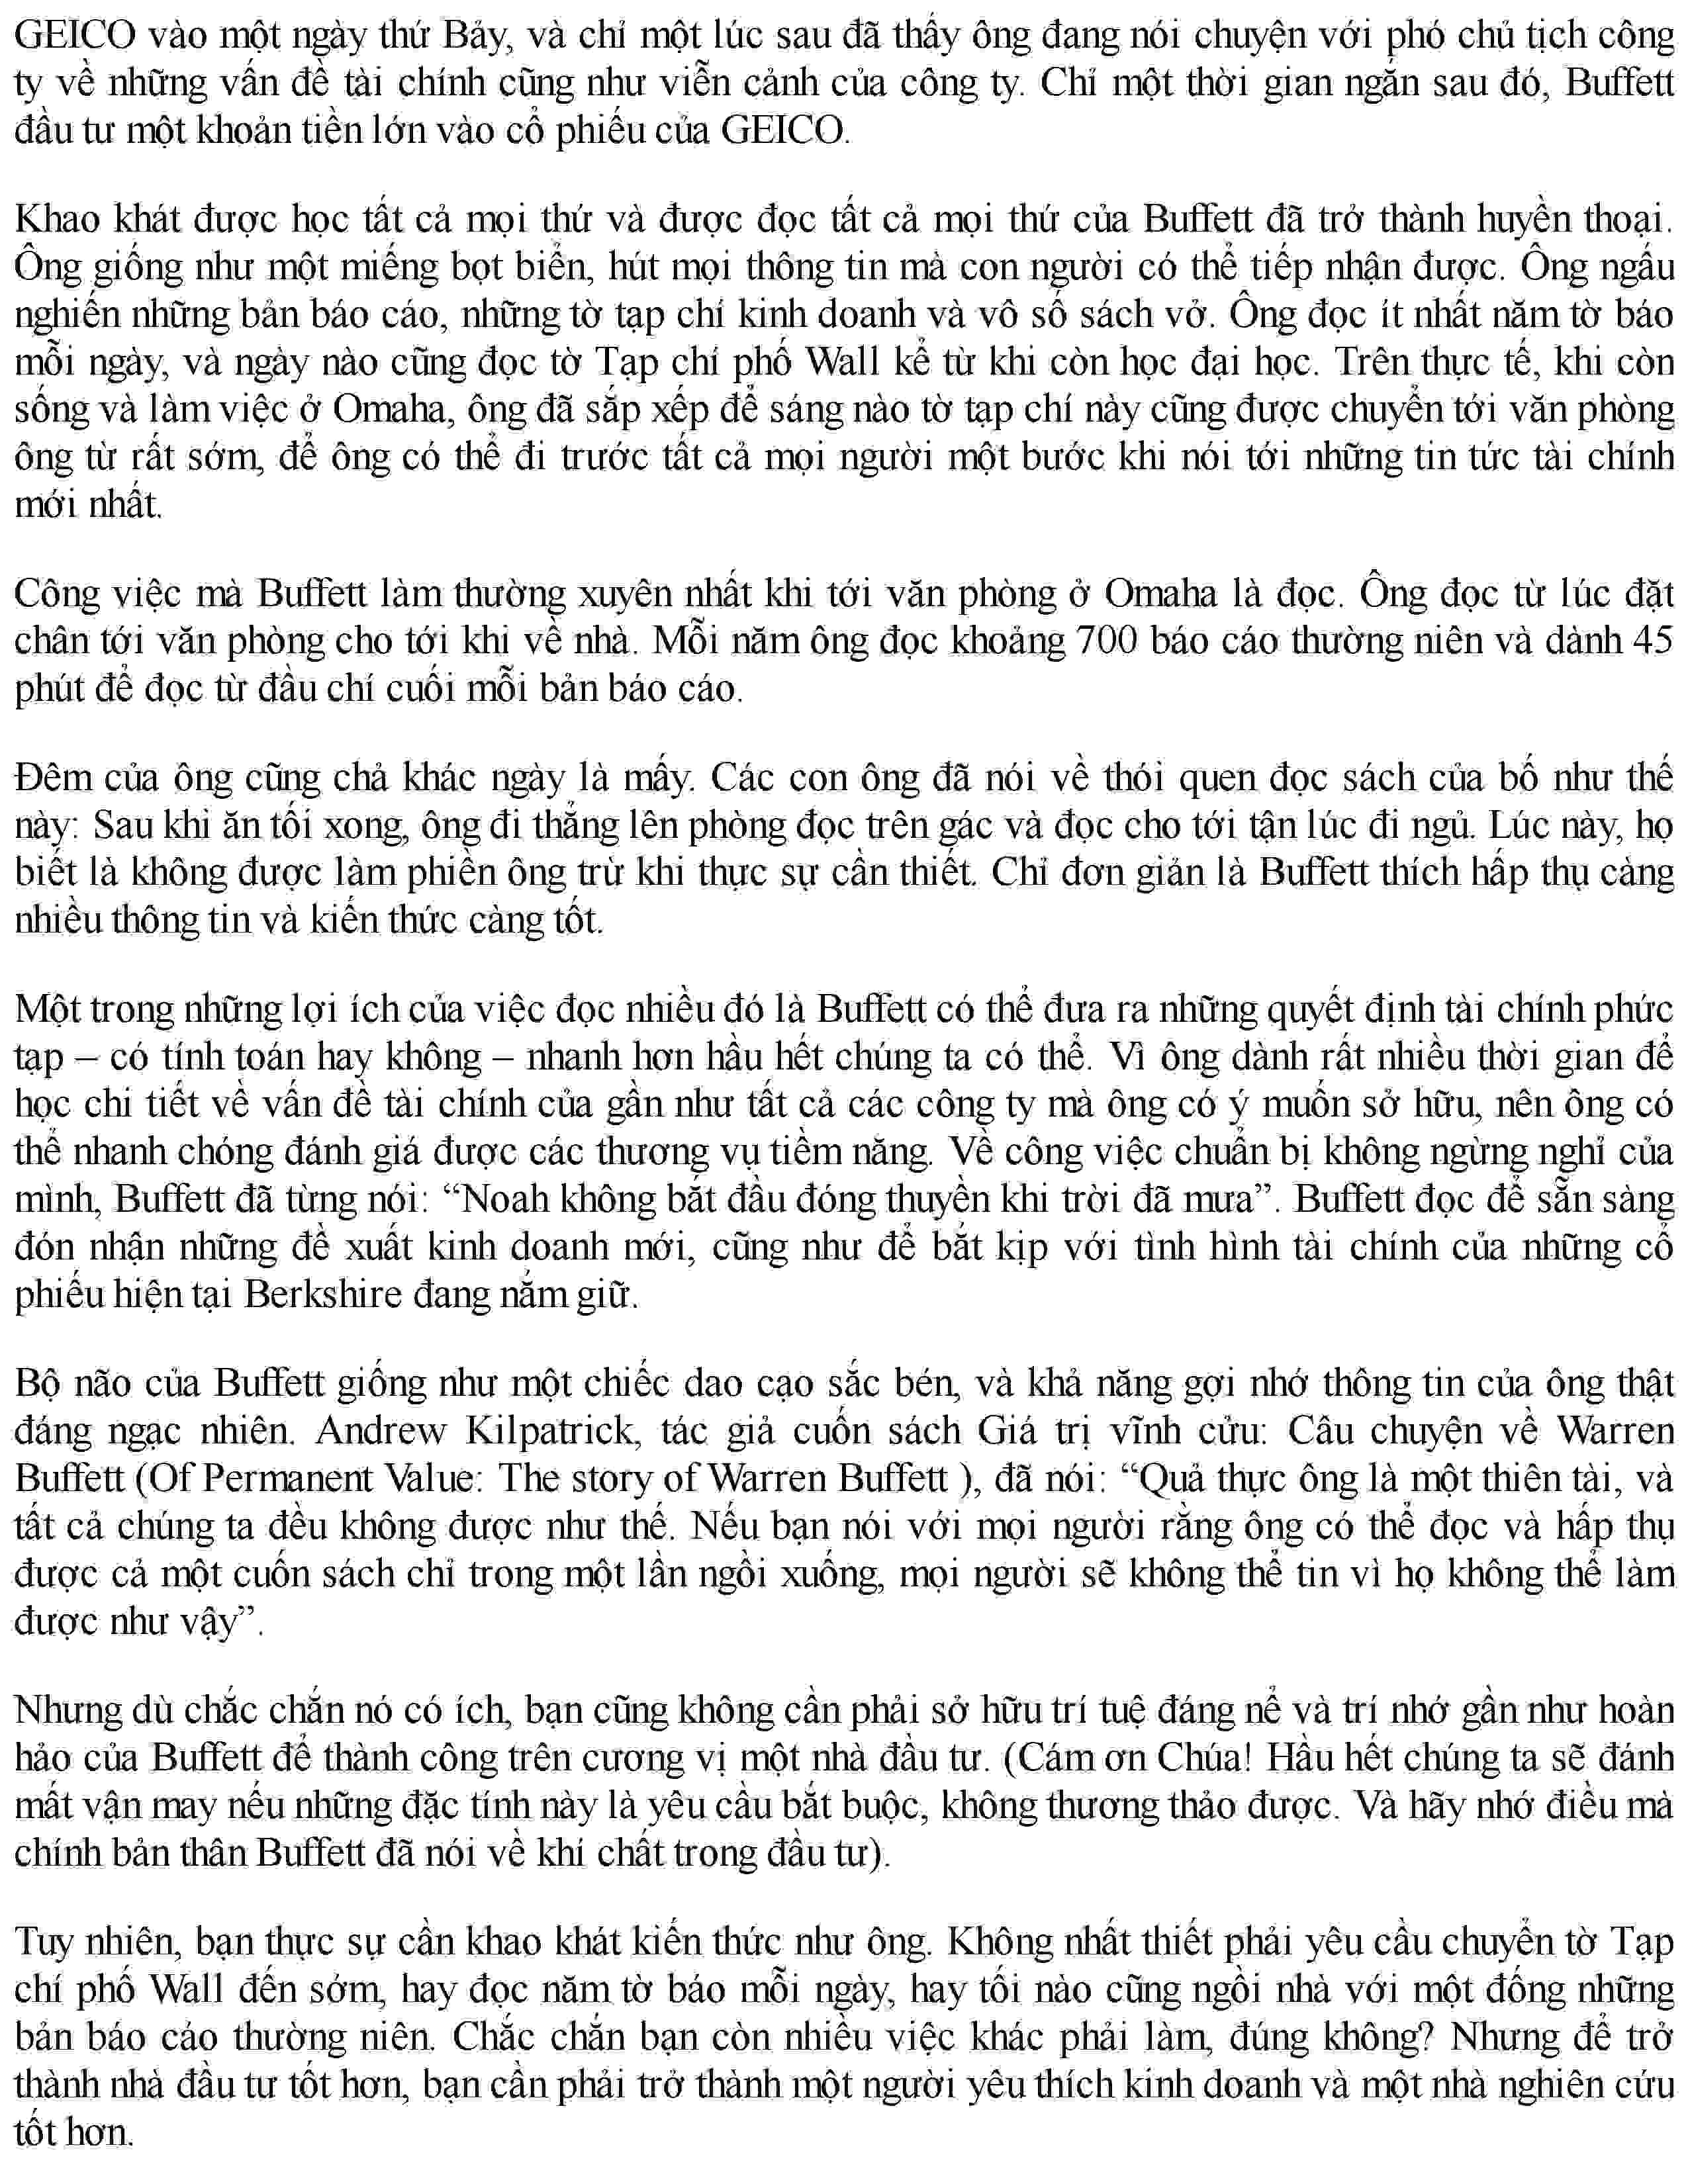 GEICO vào một ngày thứ Bảy, và chỉ một lúc sau đã thấy ông đang nói chuyện với phó chủ tịch công
ty về những vấn đề tài chính cũng như viễn cảnh của công ty. Chỉ một thời gian ngắn sau đó, Buffett
đầu tư một khoản tiền lớn vào cổ phiếu của GEICO.
Khao khát được học tất cả mọi thứ và được đọc tất cả mọi thứ của Buffett đã trở thành huyền thoại.
Ông giống như một miếng bọt biển, hút mọi thông tin mà con người có thể tiếp nhận được. Ông ngấu
nghiến những bản báo cáo, những tờ tạp chí kinh doanh và vô số sách vở. Ông đọc ít nhất năm tờ báo
mỗi ngày, và ngày nào cũng đọc tờ Tạp chí phố Wall kể từ khi còn học đại học. Trên thực tế, khi còn
sống và làm việc ở Omaha, ông đã sắp xếp để sáng nào tờ tạp chí này cũng được chuyển tới văn phòng
ông từ rất sớm, để ông có thể đi trước tất cả mọi người một bước khi nói tới những tin tức tài chính
mới nhất.
Công việc mà Buffett làm thường xuyên nhất khi tới văn phòng ở Omaha là đọc. Ông đọc từ lúc đặt
chân tới văn phòng cho tới khi về nhà. Mỗi năm ông đọc khoảng 700 báo cáo thường niên và dành 45
phút để đọc từ đầu chí cuối mỗi bản báo cáo.
Đêm của ông cũng chả khác ngày là mấy. Các con ông đã nói về thói quen đọc sách của bố như thế
này: Sau khi ăn tối xong, ông đi thẳng lên phòng đọc trên gác và đọc cho tới tận lúc đi ngủ. Lúc này, họ
biết là không được làm phiền ông trừ khi thực sự cần thiết. Chỉ đơn giản là Buffett thích hấp thụ càng
nhiều thông tin và kiến thức càng tốt.
Một trong những lợi ích của việc đọc nhiều đó là Buffett có thể đưa ra những quyết định tài chính phức
tạp – có tính toán hay không – nhanh hơn hầu hết chúng ta có thể. Vì ông dành rất nhiều thời gian để
học chi tiết về vấn đề tài chính của gần như tất cả các công ty mà ông có ý muốn sở hữu, nên ông có
thể nhanh chóng đánh giá được các thương vụ tiềm năng. Về công việc chuẩn bị không ngừng nghỉ của
mình, Buffett đã từng nói: “Noah không bắt đầu đóng thuyền khi trời đã mưa”. Buffett đọc để sẵn sàng
đón nhận những đề xuất kinh doanh mới, cũng như để bắt kịp với tình hình tài chính của những cổ
phiếu hiện tại Berkshire đang nắm giữ.
Bộ não của Buffett giống như một chiếc dao cạo sắc bén, và khả năng gợi nhớ thông tin của ông thật
đáng ngạc nhiên. Andrew Kilpatrick, tác giả cuốn sách Giá trị vĩnh cửu: Câu chuyện về Warren
Buffett (Of Permanent Value: The story of Warren Buffett ), đã nói: “Quả thực ông là một thiên tài, và
tất cả chúng ta đều không được như thế. Nếu bạn nói với mọi người rằng ông có thể đọc và hấp thụ
được cả một cuốn sách chỉ trong một lần ngồi xuống, mọi người sẽ không thể tin vì họ không thể làm
được như vậy”.
Nhưng dù chắc chắn nó có ích, bạn cũng không cần phải sở hữu trí tuệ đáng nể và trí nhớ gần như hoàn
hảo của Buffett để thành công trên cương vị một nhà đầu tư. (Cám ơn Chúa! Hầu hết chúng ta sẽ đánh
mất vận may nếu những đặc tính này là yêu cầu bắt buộc, không thương thảo được. Và hãy nhớ điều mà
chính bản thân Buffett đã nói về khí chất trong đầu tư).
Tuy nhiên, bạn thực sự cần khao khát kiến thức như ông. Không nhất thiết phải yêu cầu chuyển tờ Tạp
chí phố Wall đến sớm, hay đọc năm tờ báo mỗi ngày, hay tối nào cũng ngồi nhà với một đống những
bản báo cáo thường niên. Chắc chắn bạn còn nhiều việc khác phải làm, đúng không? Nhưng để trở
thành nhà đầu tư tốt hơn, bạn cần phải trở thành một người yêu thích kinh doanh và một nhà nghiên cứu
tốt hơn.